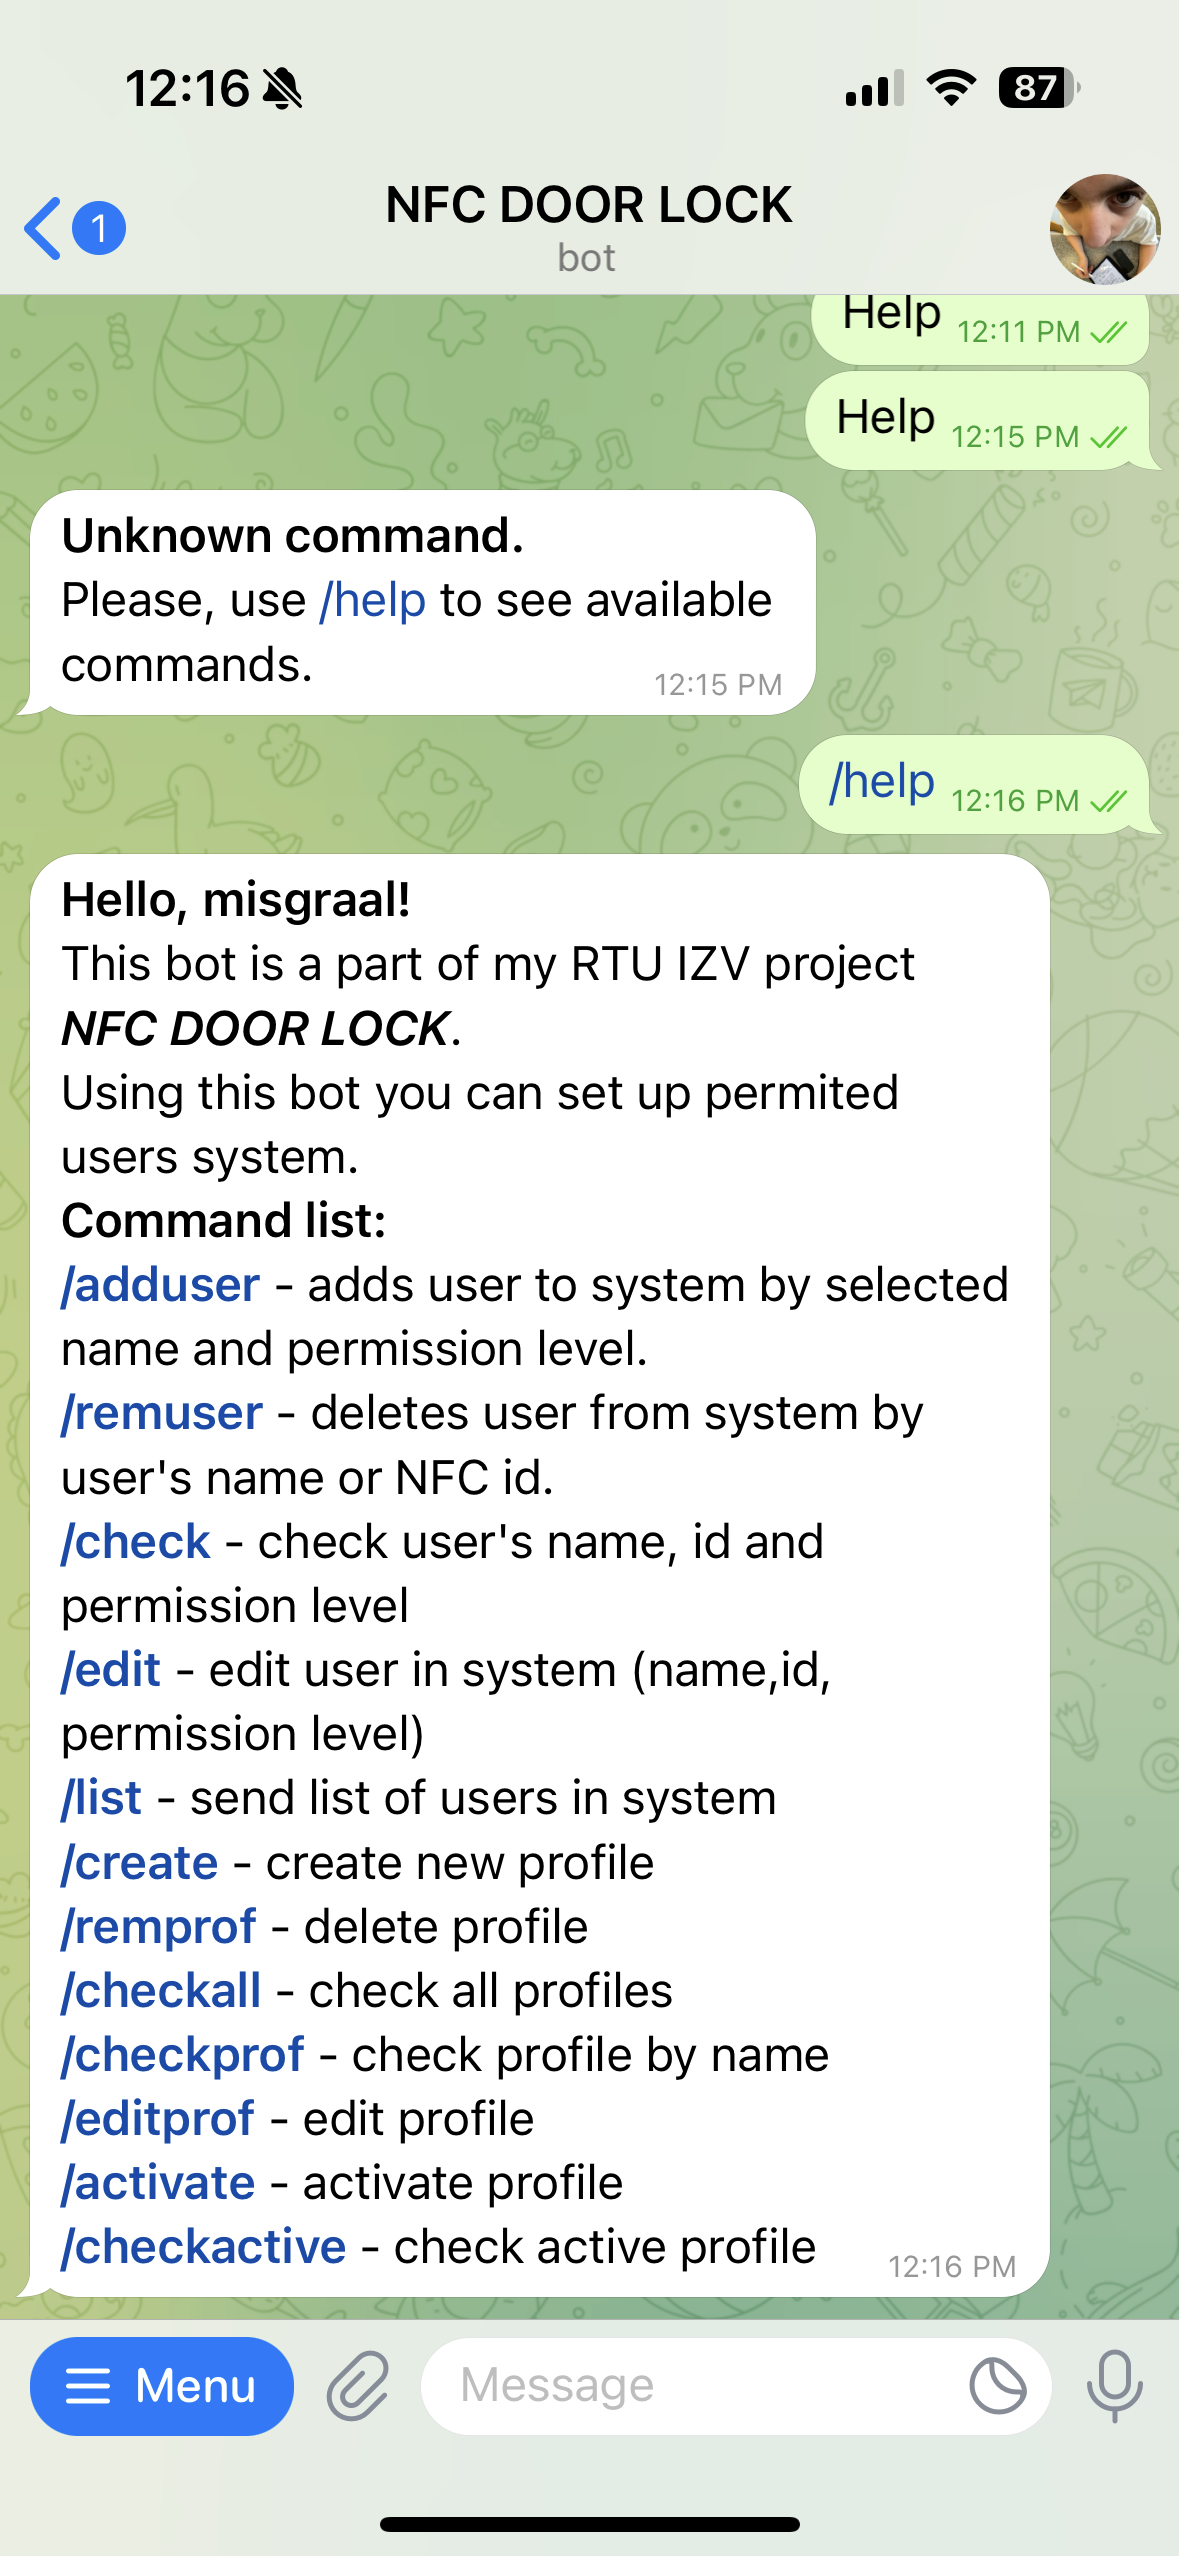 12:16
87
1
NFC DOOR LOCK
bot
Help 12:11 PM
Help 12:15 PM
Unknown command.
Please, use /help to see available
commands.
12:15 PM
/help 12:16 PM
Hello, misgraal!
This bot is a part of my RTU IZV project
NFC DOOR LOCK.
Using this bot you can set up permited
users system.
Command list:
/adduser - adds user to system by selected
name and permission level.
/remuser - deletes user from system by
user's name or NFC id.
/check - check user's name, id and
permission level
/edit - edit user in system (name,id,
permission level)
/list - send list of users in system
/create - create new profile
/remprof - delete profile
/checkall - check all profiles
/checkprof - check profile by name
/editprof - edit profile
/activate - activate profile
/checkactive - check active profile
12:16 PM
Menu
Message